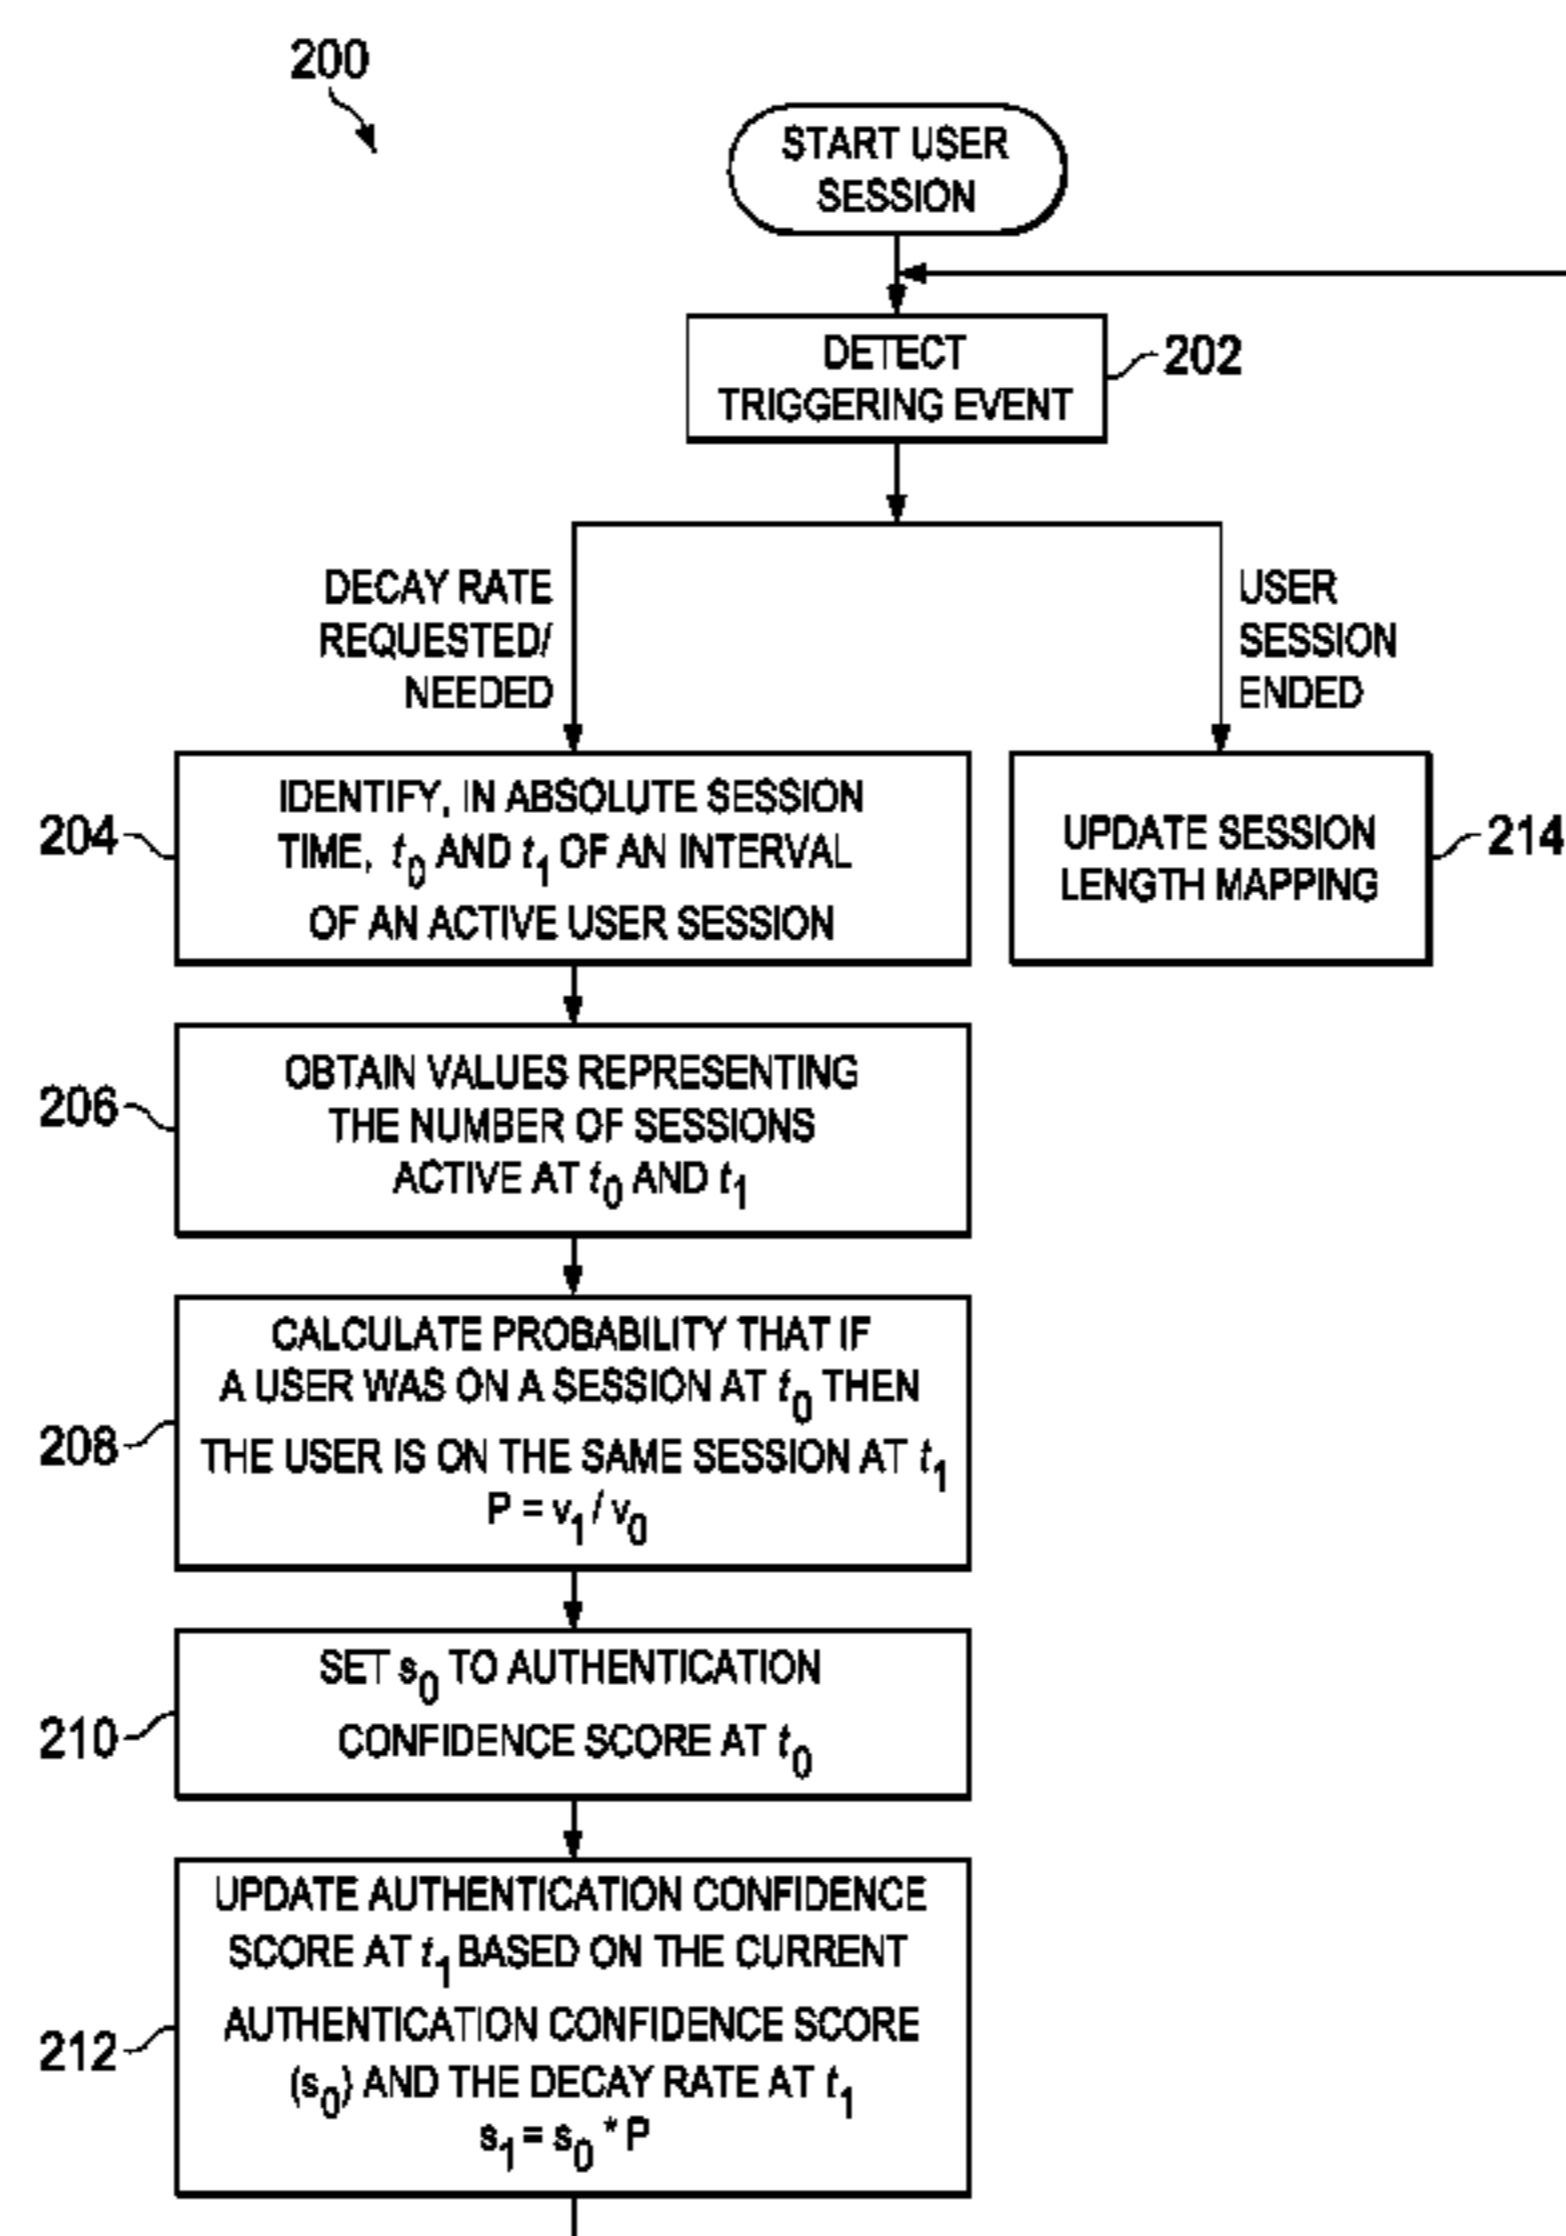 200
START USER
SESSION
DETECT
TRIGGERING EVENT
202
DECAY RATE
REQUESTED/
NEEDED
USER
SESSION
ENDED
204
IDENTIFY, IN ABSOLUTE SESSION
TIME, t0 AND t1 OF AN INTERVAL
OF AN ACTIVE USER SESSION
UPDATE SESSION
LENGTH MAPPING
214
206
OBTAIN VALUES REPRESENTING
THE NUMBER OF SESSIONS
ACTIVE AT t0 AND t1
208
CALCULATE PROBABILITY THAT IF
A USER WAS ON A SESSION AT t0 THEN
THE USER IS ON THE SAME SESSION AT t1
P = v1 / v0
210
SET s0 TO AUTHENTICATION
CONFIDENCE SCORE AT t0
212
UPDATE AUTHENTICATION CONFIDENCE
SCORE AT t1 BASED ON THE CURRENT
AUTHENTICATION CONFIDENCE SCORE
(s0) AND THE DECAY RATE AT t1
s1 = s0 * P